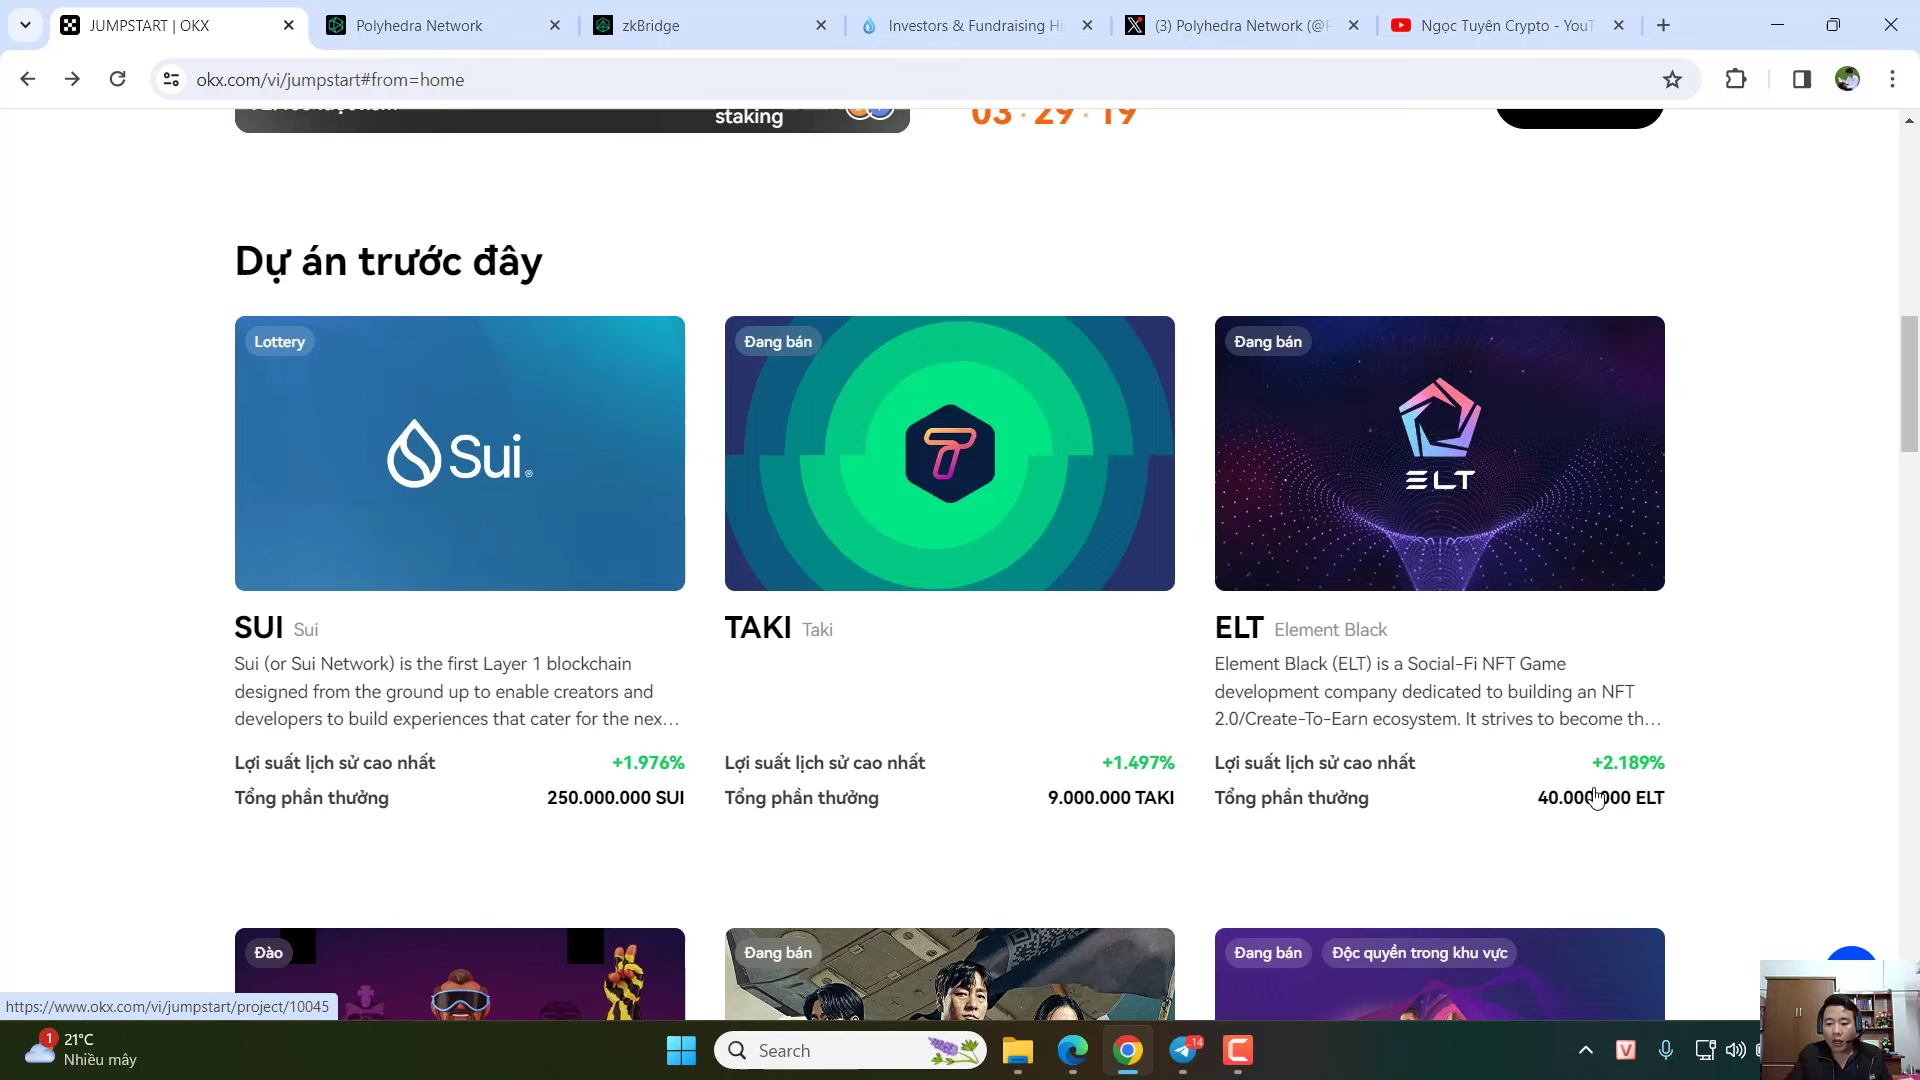 JUMPSTART | OKX
Polyhedra Network
zkBridge
Investors & Fundraising Hi
(3) Polyhedra Network (@P
Ngọc Tuyên Crypto - YouT
okx.com/vi/jumpstart#from=home
staking
03 : 29 : 19
Dự án trước đây
Lottery
Sui
Đang bán
Đang bán
ELT
SUI Sui
Sui (or Sui Network) is the first Layer 1 blockchain
designed from the ground up to enable creators and
developers to build experiences that cater for the nex...
Lợi suất lịch sử cao nhất +1.976%
Tổng phần thưởng 250.000.000 SUI
TAKI Taki
Lợi suất lịch sử cao nhất +1.497%
Tổng phần thưởng 9.000.000 TAKI
ELT Element Black
Element Black (ELT) is a Social-Fi NFT Game
development company dedicated to building an NFT
2.0/Create-To-Earn ecosystem. It strives to become th...
Lợi suất lịch sử cao nhất +2.189%
Tổng phần thưởng 40.000.000 ELT
Đào
Đang bán
Đang bán
Độc quyền trong khu vực
https://www.okx.com/vi/jumpstart/project/10045
1
21°C
Nhiều mây
Search
14